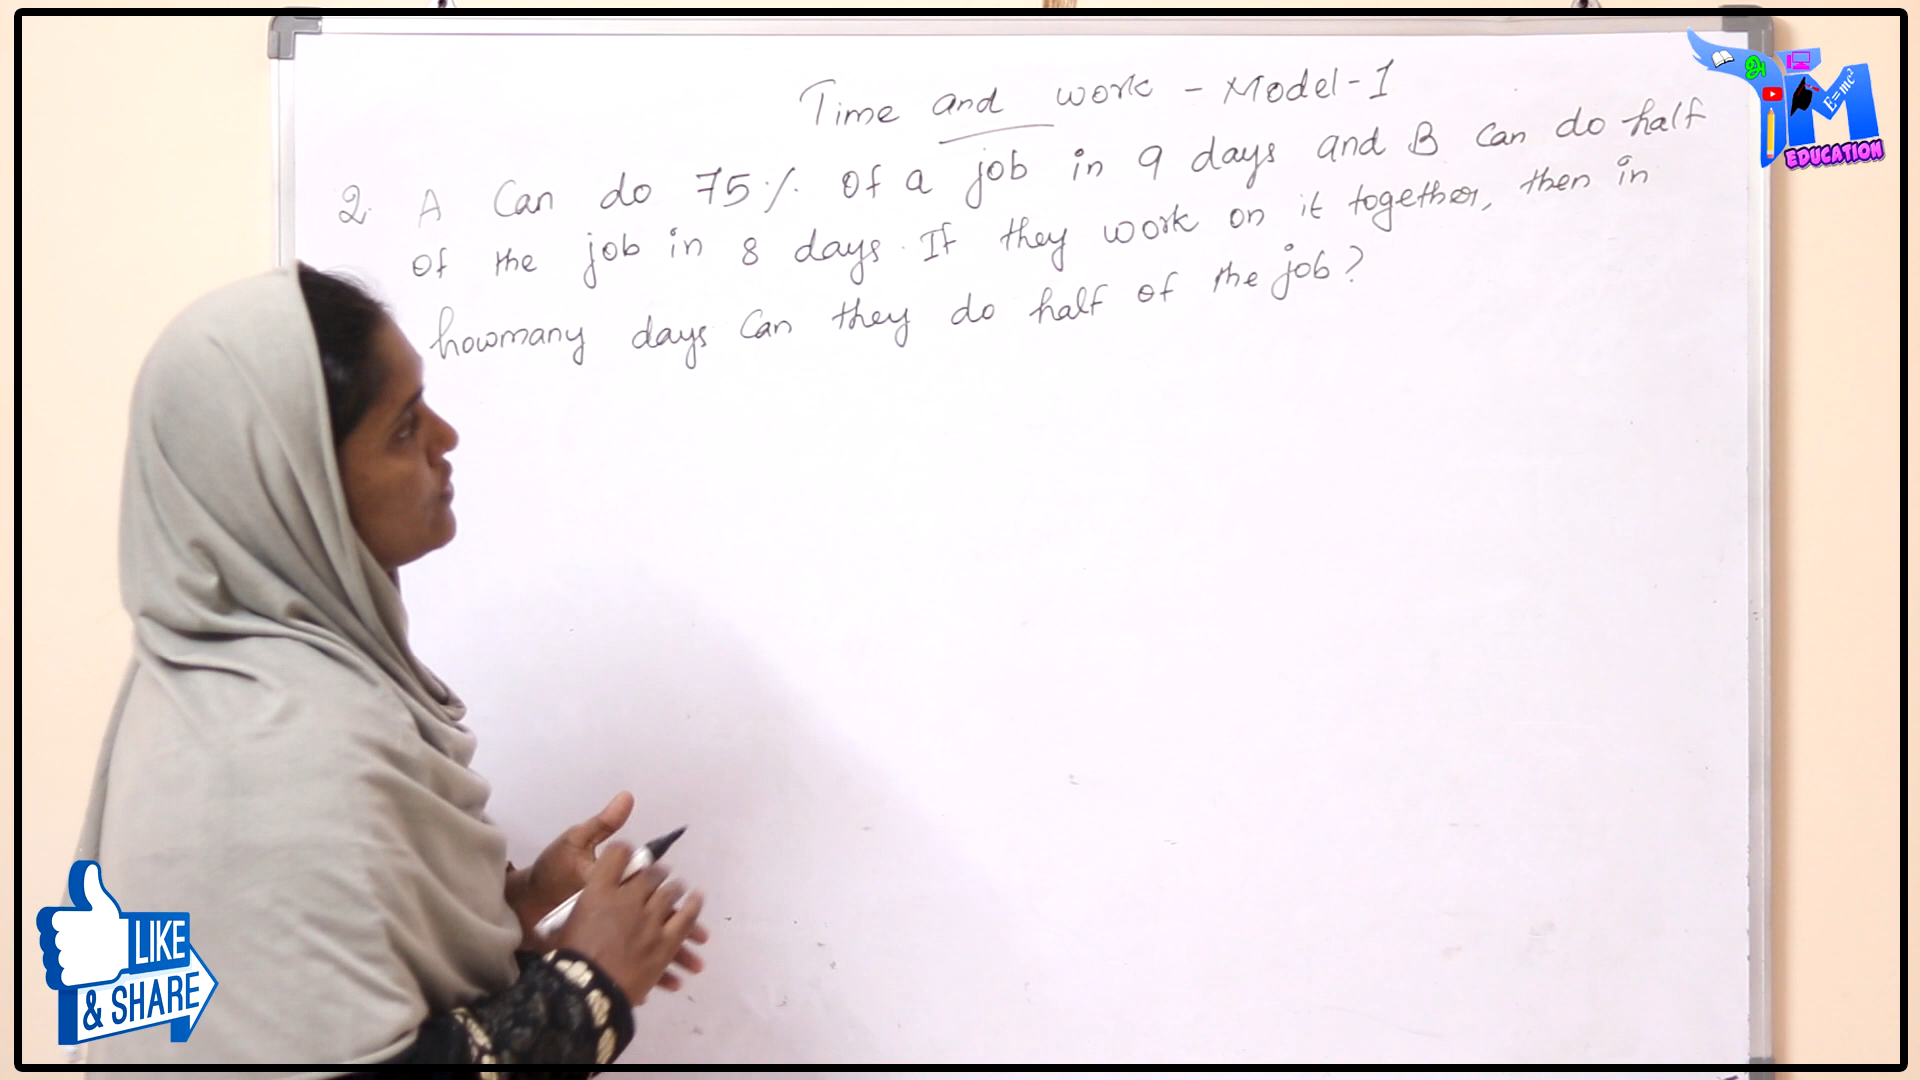 Time and work - Model-1
2. A Can do 75% of a job in 9 days and B can do half
of the job in 8 days. If they work on it together, then in
howmany days Can they do half of the job?
அ
E=mc²
M
EDUCATION
LIKE
& SHARE